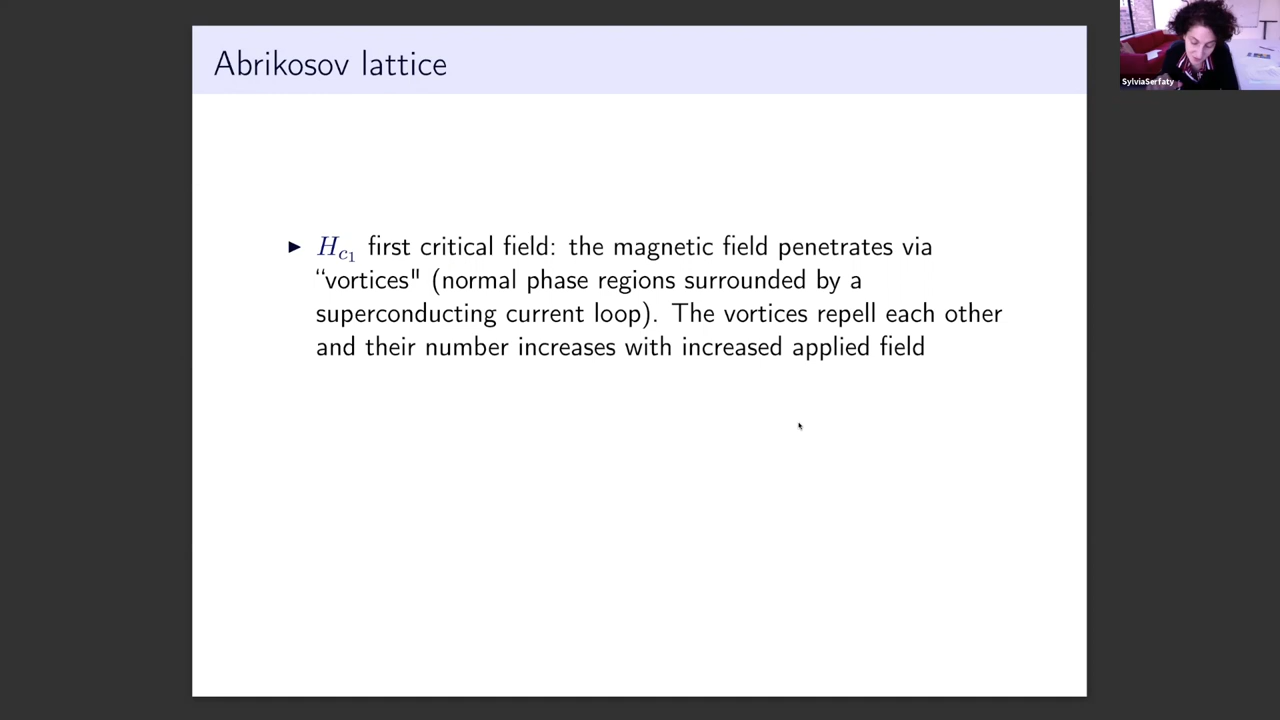 Abrikosov lattice
SylviaSerfaty
▶ H_{c_1} first critical field: the magnetic field penetrates via
“vortices" (normal phase regions surrounded by a
superconducting current loop). The vortices repell each other
and their number increases with increased applied field